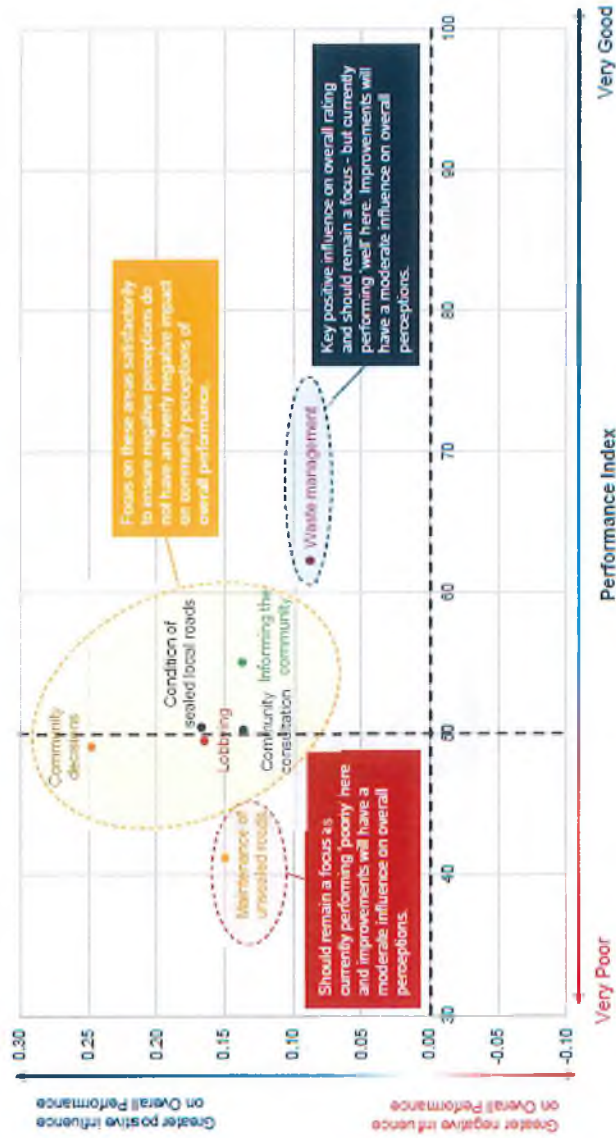 Greater positive influence
on Overall Performance
Greater negative influence
on Overall Performance
0.30
0.25
0.20
0.15
0.10
0.05
0.00
-0.05
-0.10
Community
decisions
Condition of
sealed local roads
Lobbying
Community
consultation
Informing the
community
Maintenance of
unsealed roads
Waste management
Focus on these areas satisfactorily
to ensure negative perceptions do
not have an overly negative impact
on community perceptions of
overall performance.
Should remain a focus as
currently performing 'poorly' here
and improvements will have a
moderate influence on overall
perceptions.
Key positive influence on overall rating
and should remain a focus - but currently
performing 'well' here. Improvements will
have a moderate influence on overall
perceptions.
30
40
50
60
70
80
90
100
Very Poor
Performance Index
Very Good